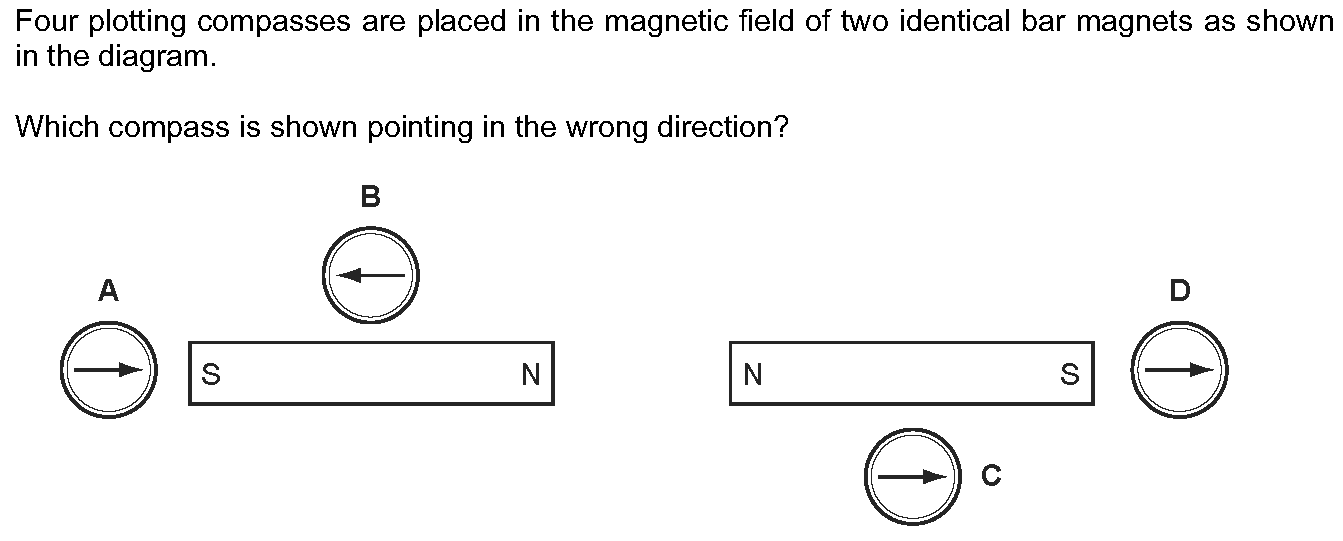 Four plotting compasses are placed in the magnetic field of two identical bar magnets as shown
in the diagram.
Which compass is shown pointing in the wrong direction?
B
A
D
S
N
N
S
C